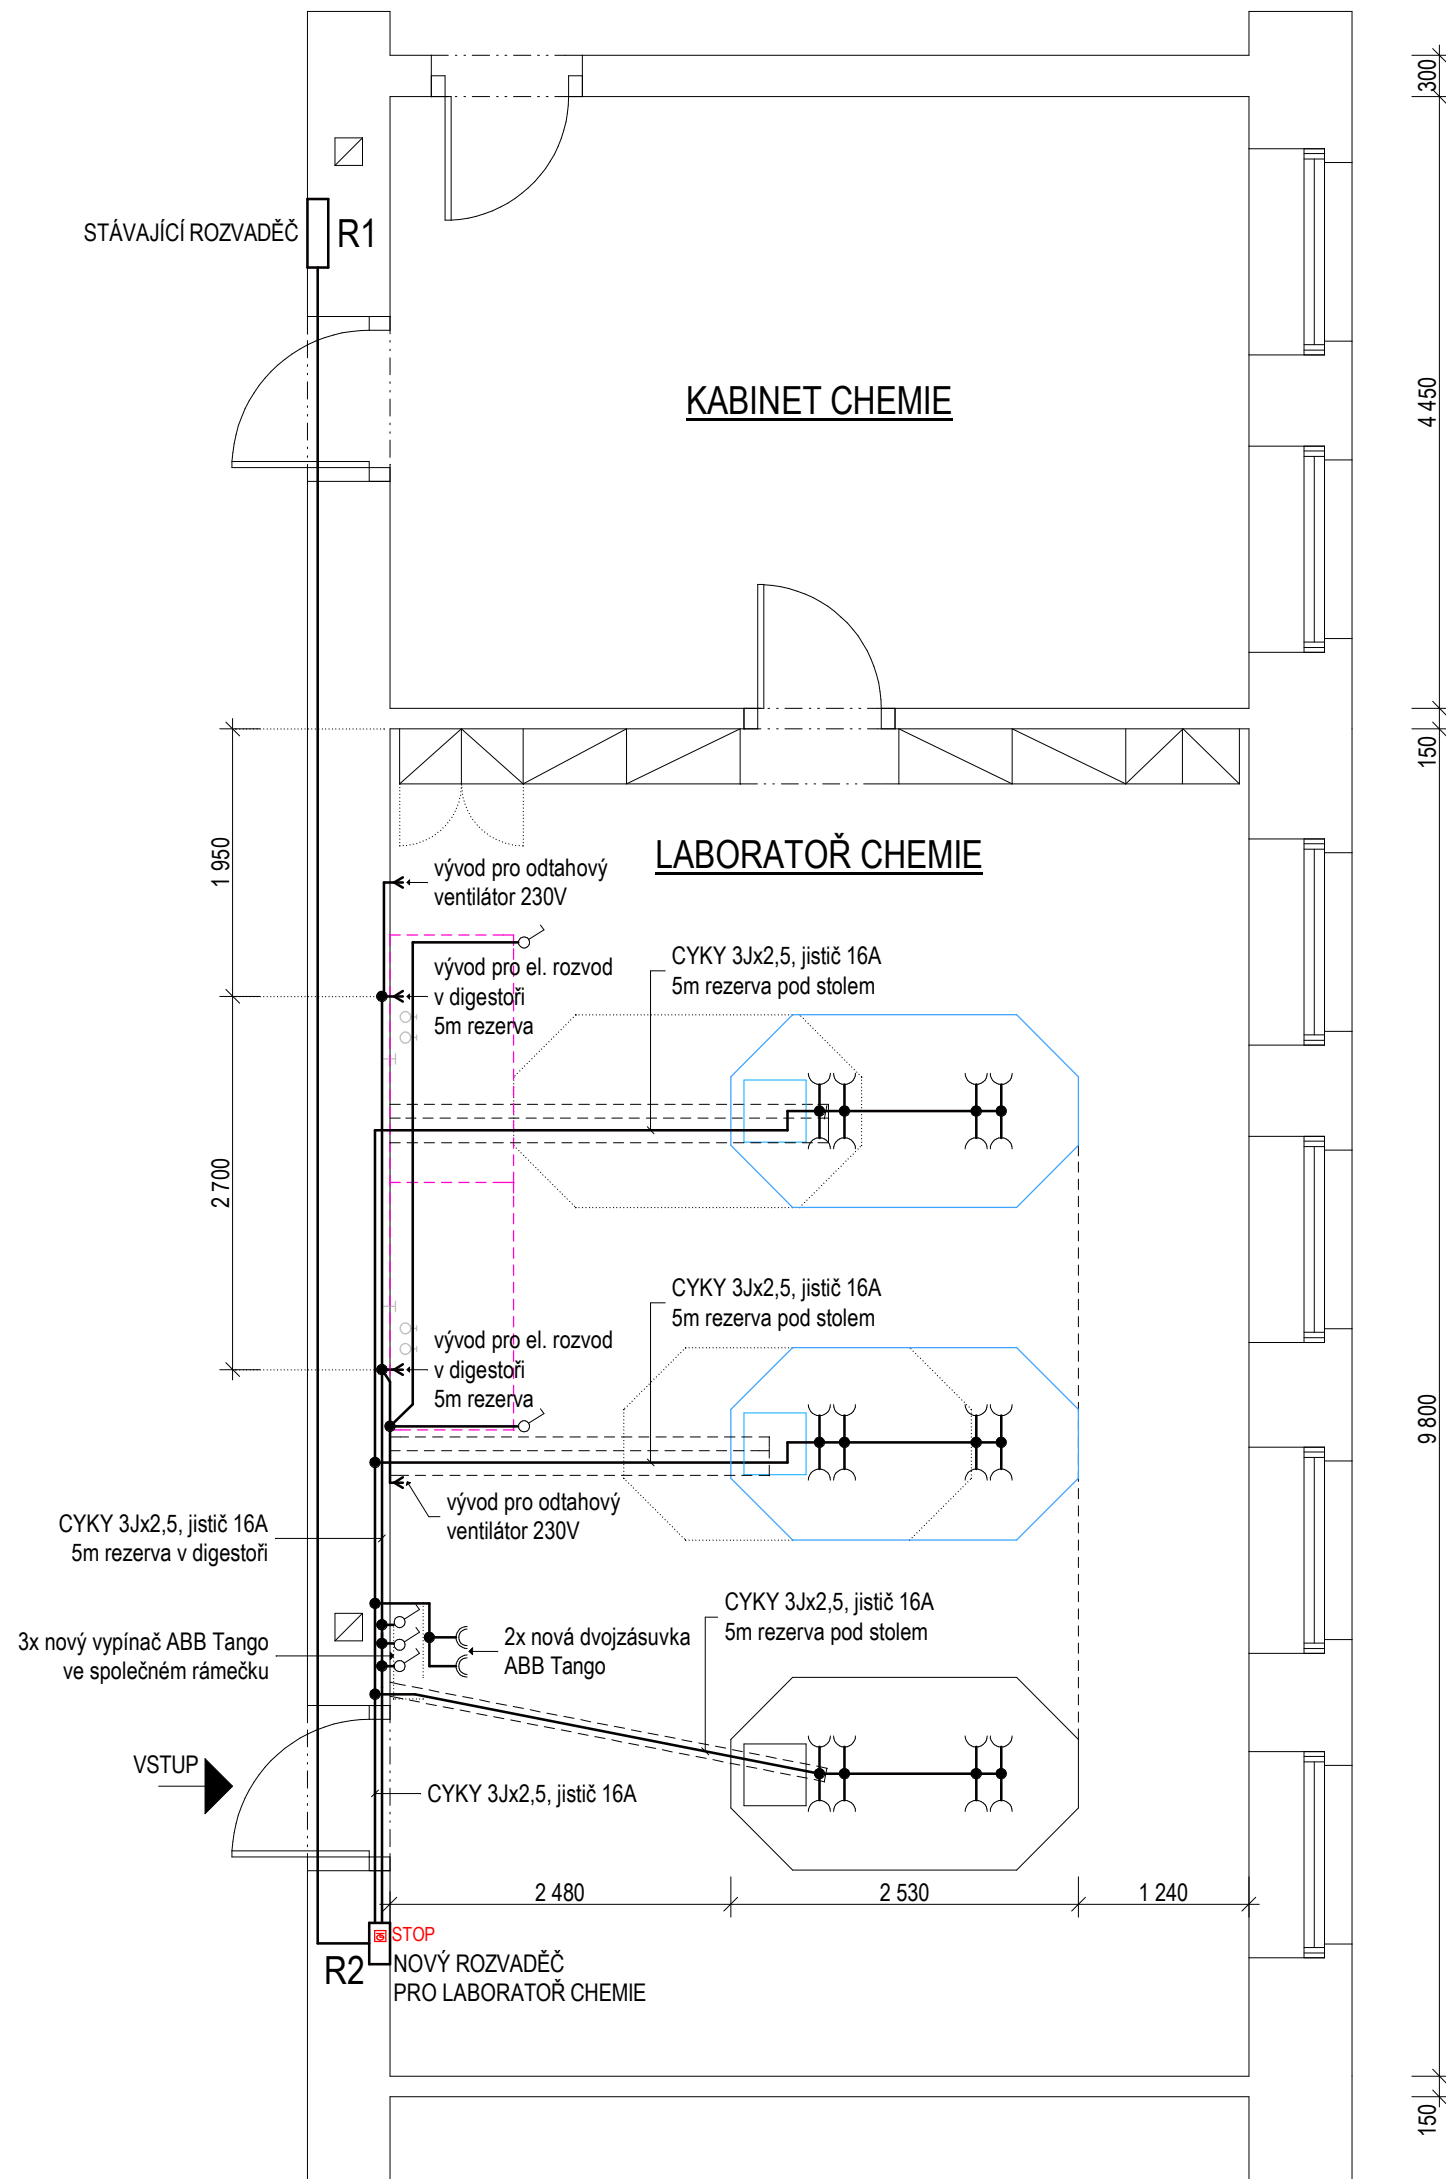 300
STÁVAJÍCÍ ROZVADĚČ
R1
KABINET CHEMIE
4 450
150
LABORATOŘ CHEMIE
1 950
vývod pro odtahový
ventilátor 230V
vývod pro el. rozvod
v digestoři
5m rezerva
CYKY 3Jx2,5, jistič 16A
5m rezerva pod stolem
2 700
CYKY 3Jx2,5, jistič 16A
5m rezerva pod stolem
vývod pro el. rozvod
v digestoři
5m rezerva
9 800
vývod pro odtahový
ventilátor 230V
CYKY 3Jx2,5, jistič 16A
5m rezerva v digestoři
CYKY 3Jx2,5, jistič 16A
5m rezerva pod stolem
3x nový vypínač ABB Tango
ve společném rámečku
2x nová dvojzásuvka
ABB Tango
VSTUP
CYKY 3Jx2,5, jistič 16A
2 480
2 530
1 240
STOP
R2
NOVÝ ROZVADĚČ
PRO LABORATOŘ CHEMIE
150